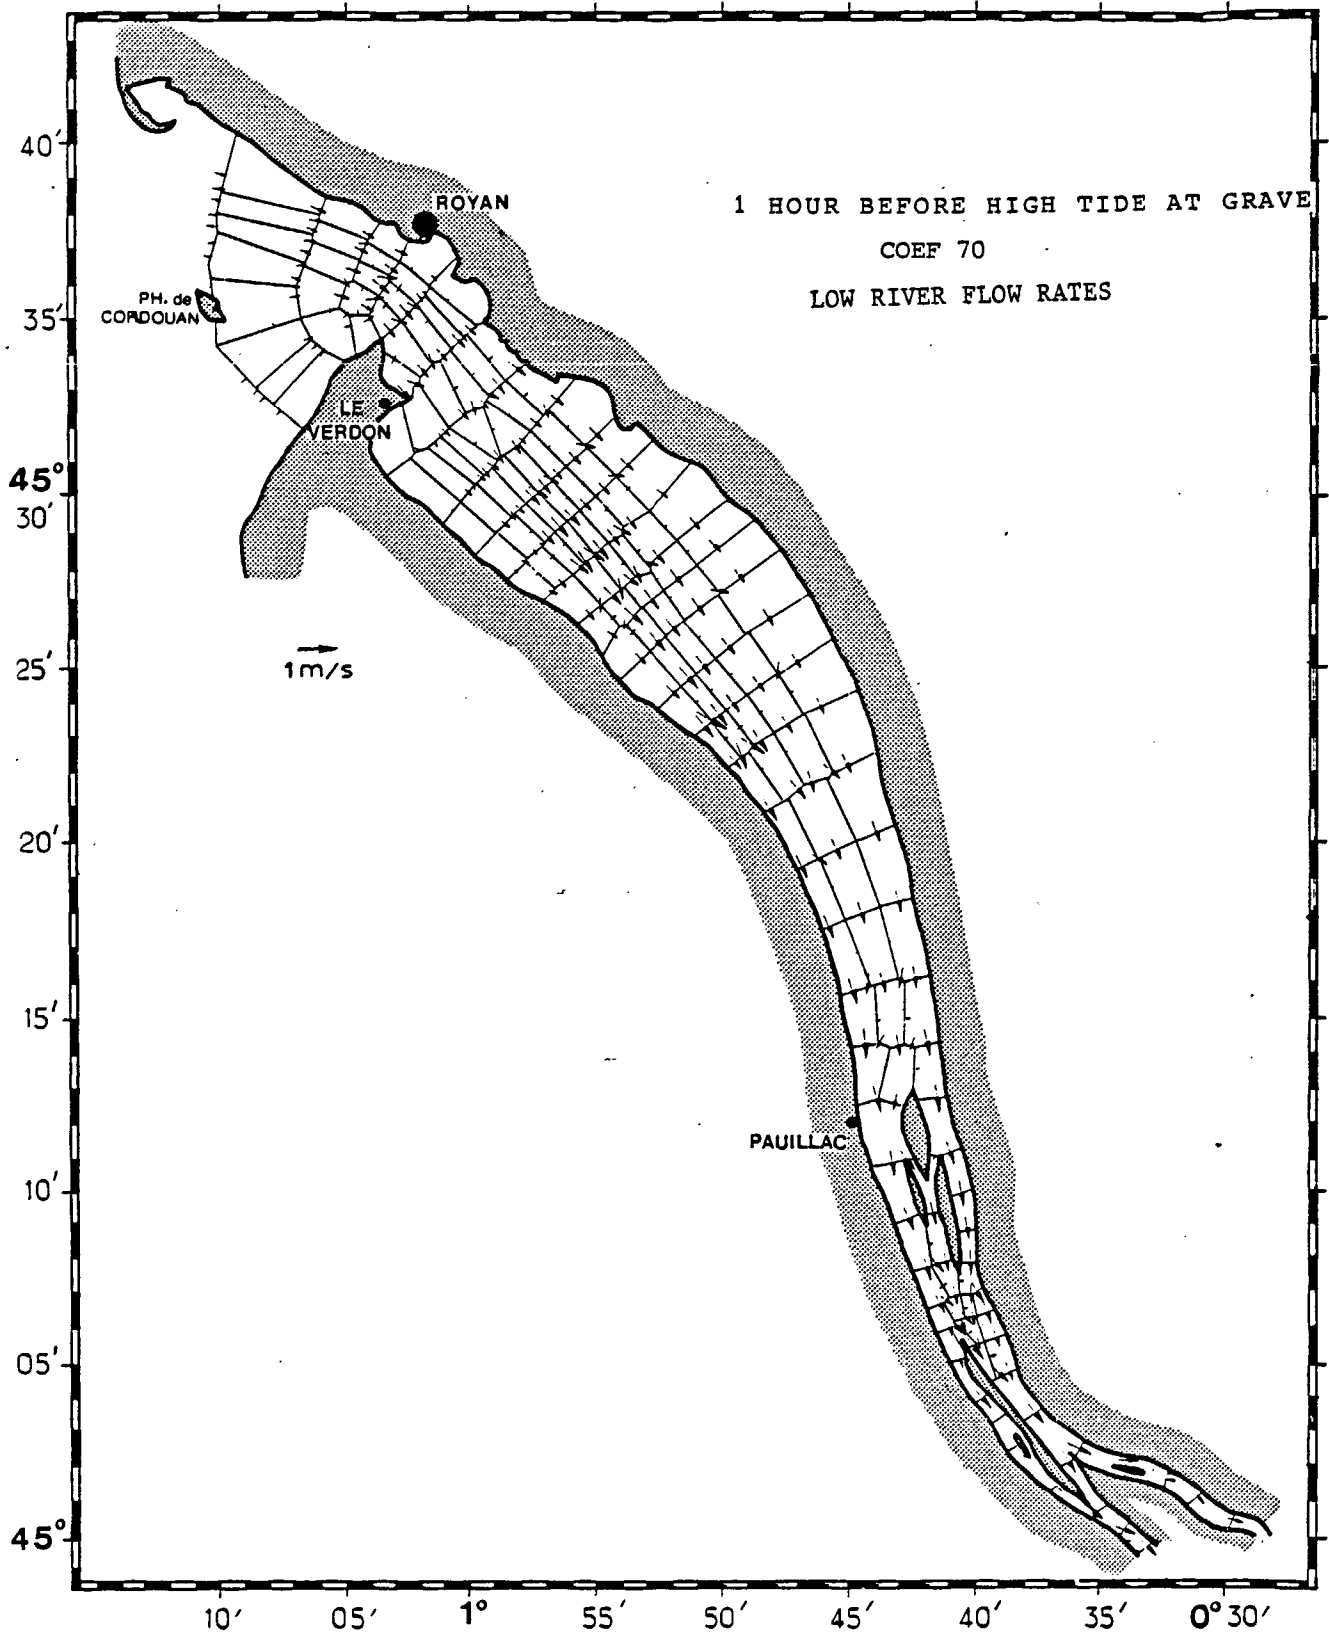 1 HOUR BEFORE HIGH TIDE AT GRAVE
COEF 70
LOW RIVER FLOW RATES
ROYAN
PH. de
CORDOUAN
LE
VERDON
1m/s
PAUILLAC
40′
35′
45°
30′
25′
20′
15′
10′
05′
45°
10′ 05′ 1° 55′ 50′ 45′ 40′ 35′ 0° 30′